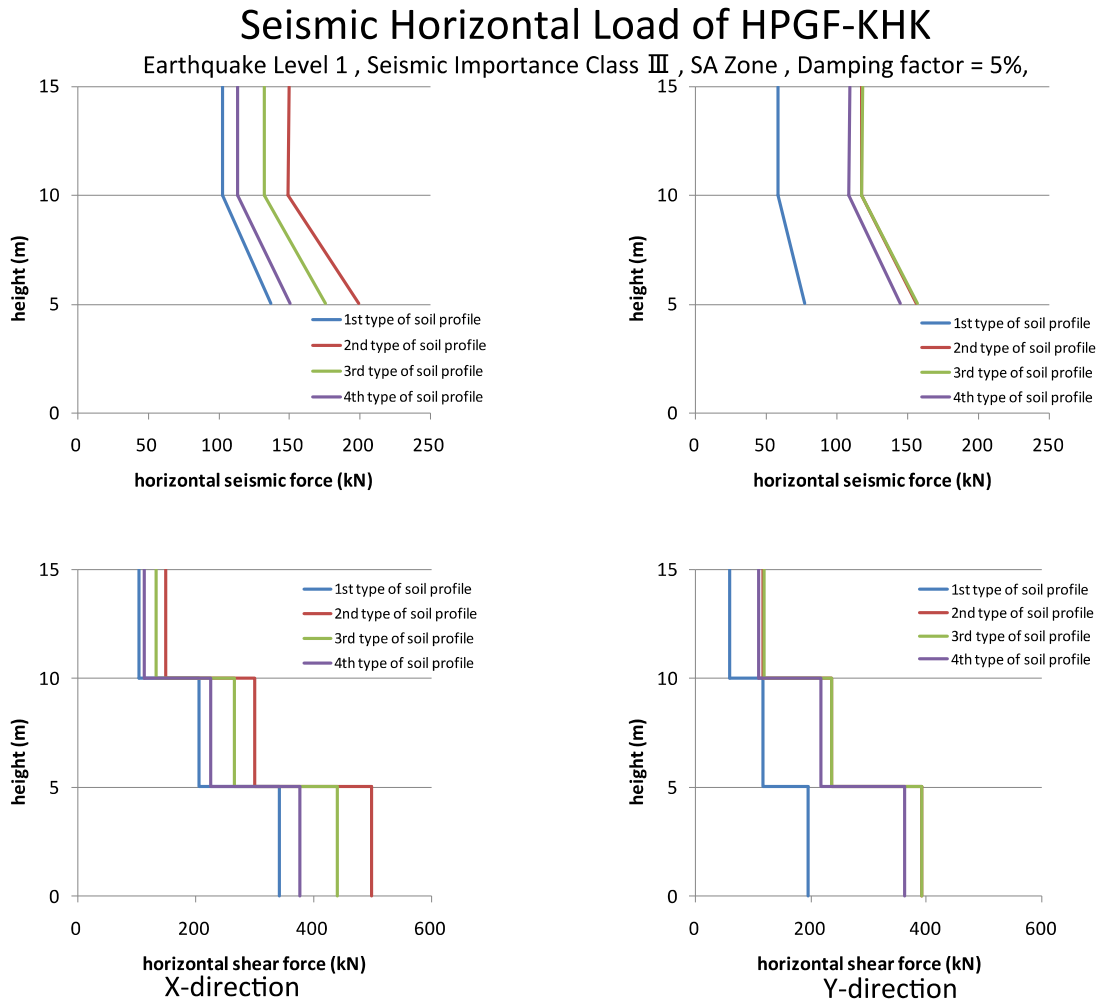 Seismic Horizontal Load of HPGF-KHK
Earthquake Level 1 , Seismic Importance Class Ⅲ , SA Zone , Damping factor = 5%,
15
10
5
0
height (m)
1st type of soil profile
2nd type of soil profile
3rd type of soil profile
4th type of soil profile
0 50 100 150 200 250
horizontal seismic force (kN)
15
10
5
0
height (m)
1st type of soil profile
2nd type of soil profile
3rd type of soil profile
4th type of soil profile
0 50 100 150 200 250
horizontal seismic force (kN)
15
10
5
0
height (m)
1st type of soil profile
2nd type of soil profile
3rd type of soil profile
4th type of soil profile
0 200 400 600
horizontal shear force (kN)
X-direction
15
10
5
0
height (m)
1st type of soil profile
2nd type of soil profile
3rd type of soil profile
4th type of soil profile
0 200 400 600
horizontal shear force (kN)
Y-direction